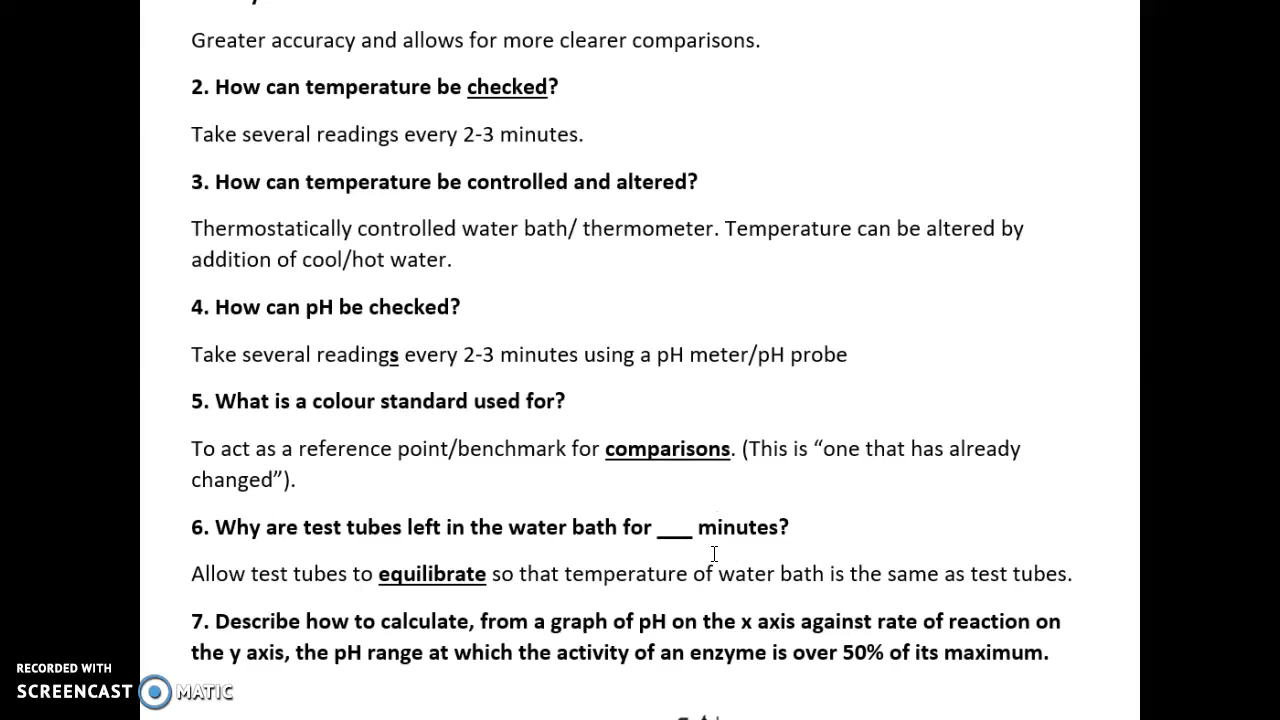 Greater accuracy and allows for more clearer comparisons.
2. How can temperature be checked?
Take several readings every 2-3 minutes.
3. How can temperature be controlled and altered?
Thermostatically controlled water bath/ thermometer. Temperature can be altered by
addition of cool/hot water.
4. How can pH be checked?
Take several readings every 2-3 minutes using a pH meter/pH probe
5. What is a colour standard used for?
To act as a reference point/benchmark for comparisons. (This is “one that has already
changed”).
6. Why are test tubes left in the water bath for ___ minutes?
Allow test tubes to equilibrate so that temperature of water bath is the same as test tubes.
7. Describe how to calculate, from a graph of pH on the x axis against rate of reaction on
the y axis, the pH range at which the activity of an enzyme is over 50% of its maximum.
RECORDED WITH
SCREENCAST MATIC